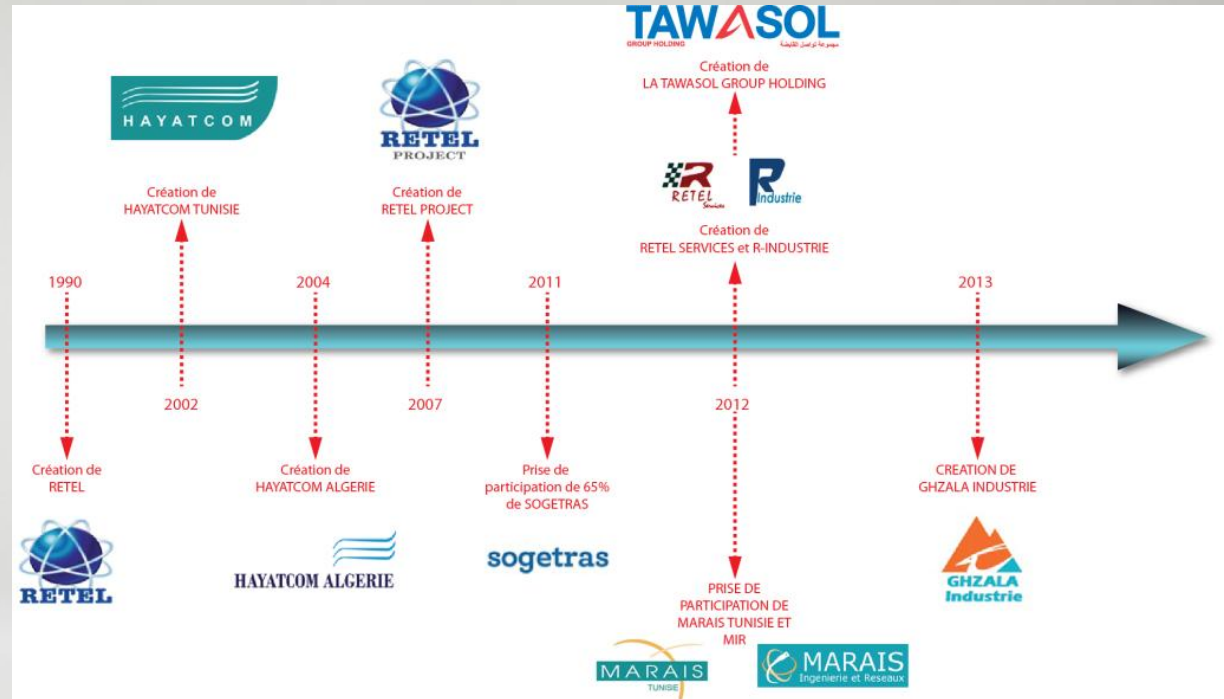 TAWASOL
GROUP HOLDING
مجموعة تواصل القابضة
Création de
LA TAWASOL GROUP HOLDING
HAYATCOM
RETEL
PROJECT
RETEL
Services
R
Industrie
Création de
HAYATCOM TUNISIE
Création de
RETEL PROJECT
Création de
RETEL SERVICES et R-INDUSTRIE
1990
2004
2011
2013
2002
2007
2012
Création de
RETEL
Création de
HAYATCOM ALGERIE
Prise de
participation de 65%
de SOGETRAS
CREATION DE
GHZALA INDUSTRIE
RETEL
HAYATCOM ALGERIE
sogetras
GHZALA
Industrie
PRISE DE
PARTICIPATION DE
MARAIS TUNISIE ET
MIR
MARAIS
TUNISIE
MARAIS
Ingenierie et Reseaux